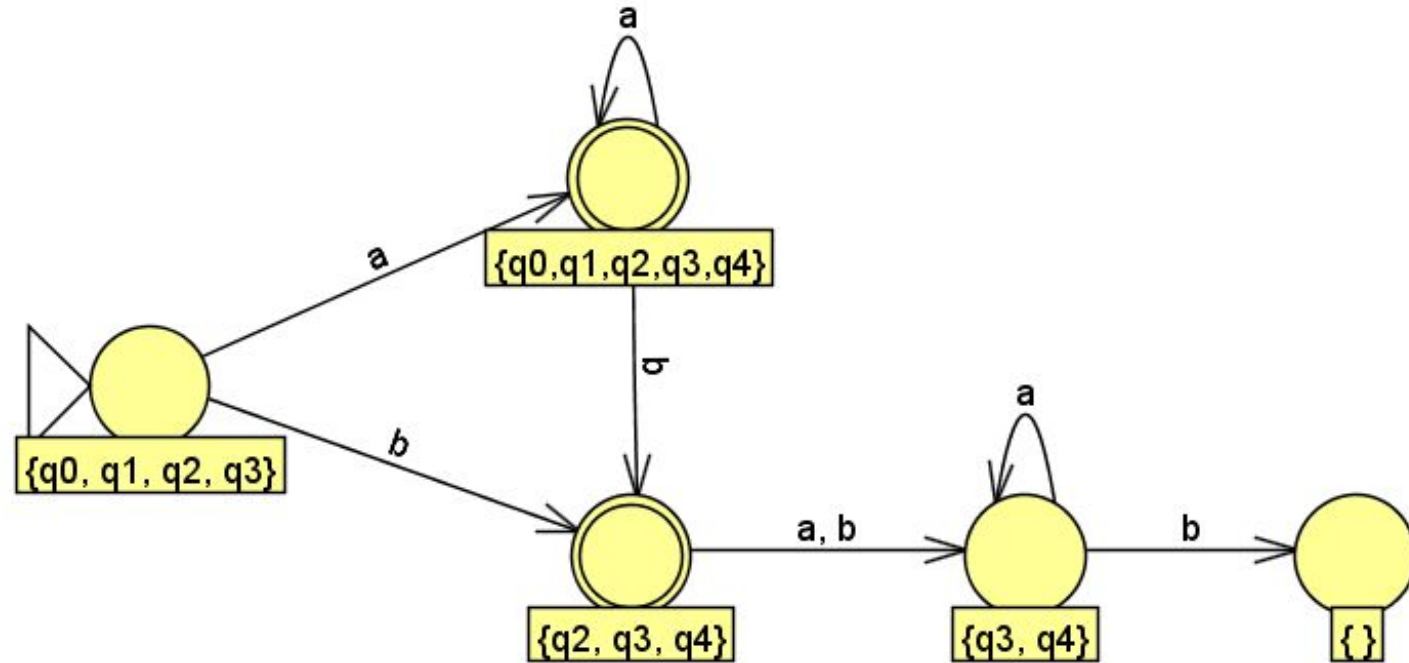 a
{q0,q1,q2,q3,q4}
a
b
{q0, q1, q2, q3}
b
a
a, b
b
{q2, q3, q4}
{q3, q4}
{ }